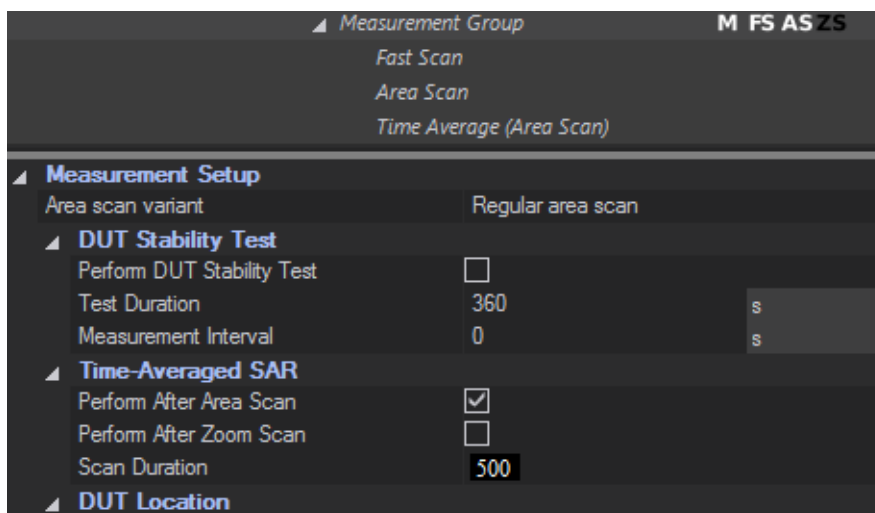 Measurement Group M FS AS ZS
Fast Scan
Area Scan
Time Average (Area Scan)
Measurement Setup
Area scan variant Regular area scan
DUT Stability Test
Perform DUT Stability Test
Test Duration 360 s
Measurement Interval 0 s
Time-Averaged SAR
Perform After Area Scan
Perform After Zoom Scan
Scan Duration 500
DUT Location